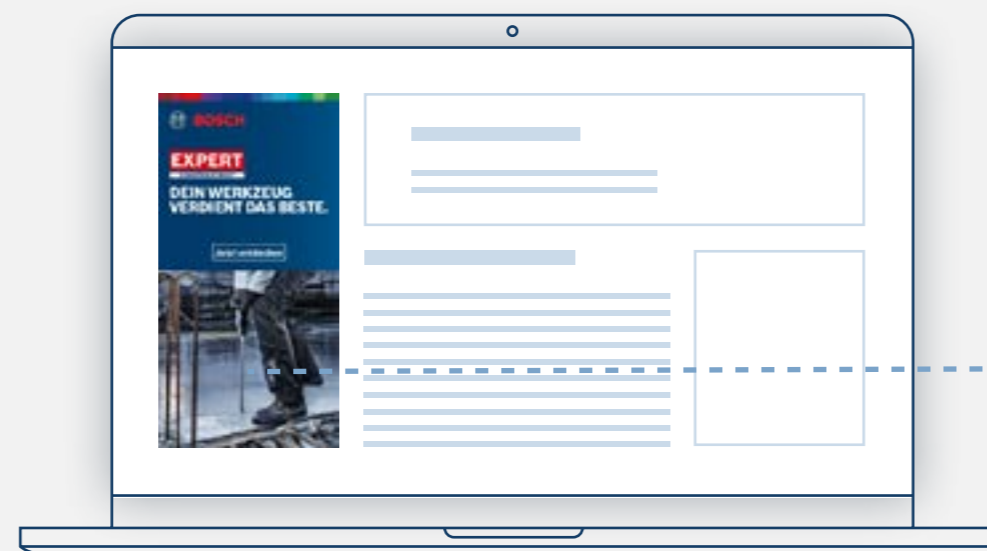 BOSCH
EXPERT
DEIN WERKZEUG
VERDIENT DAS BESTE.
Jetzt entdecken